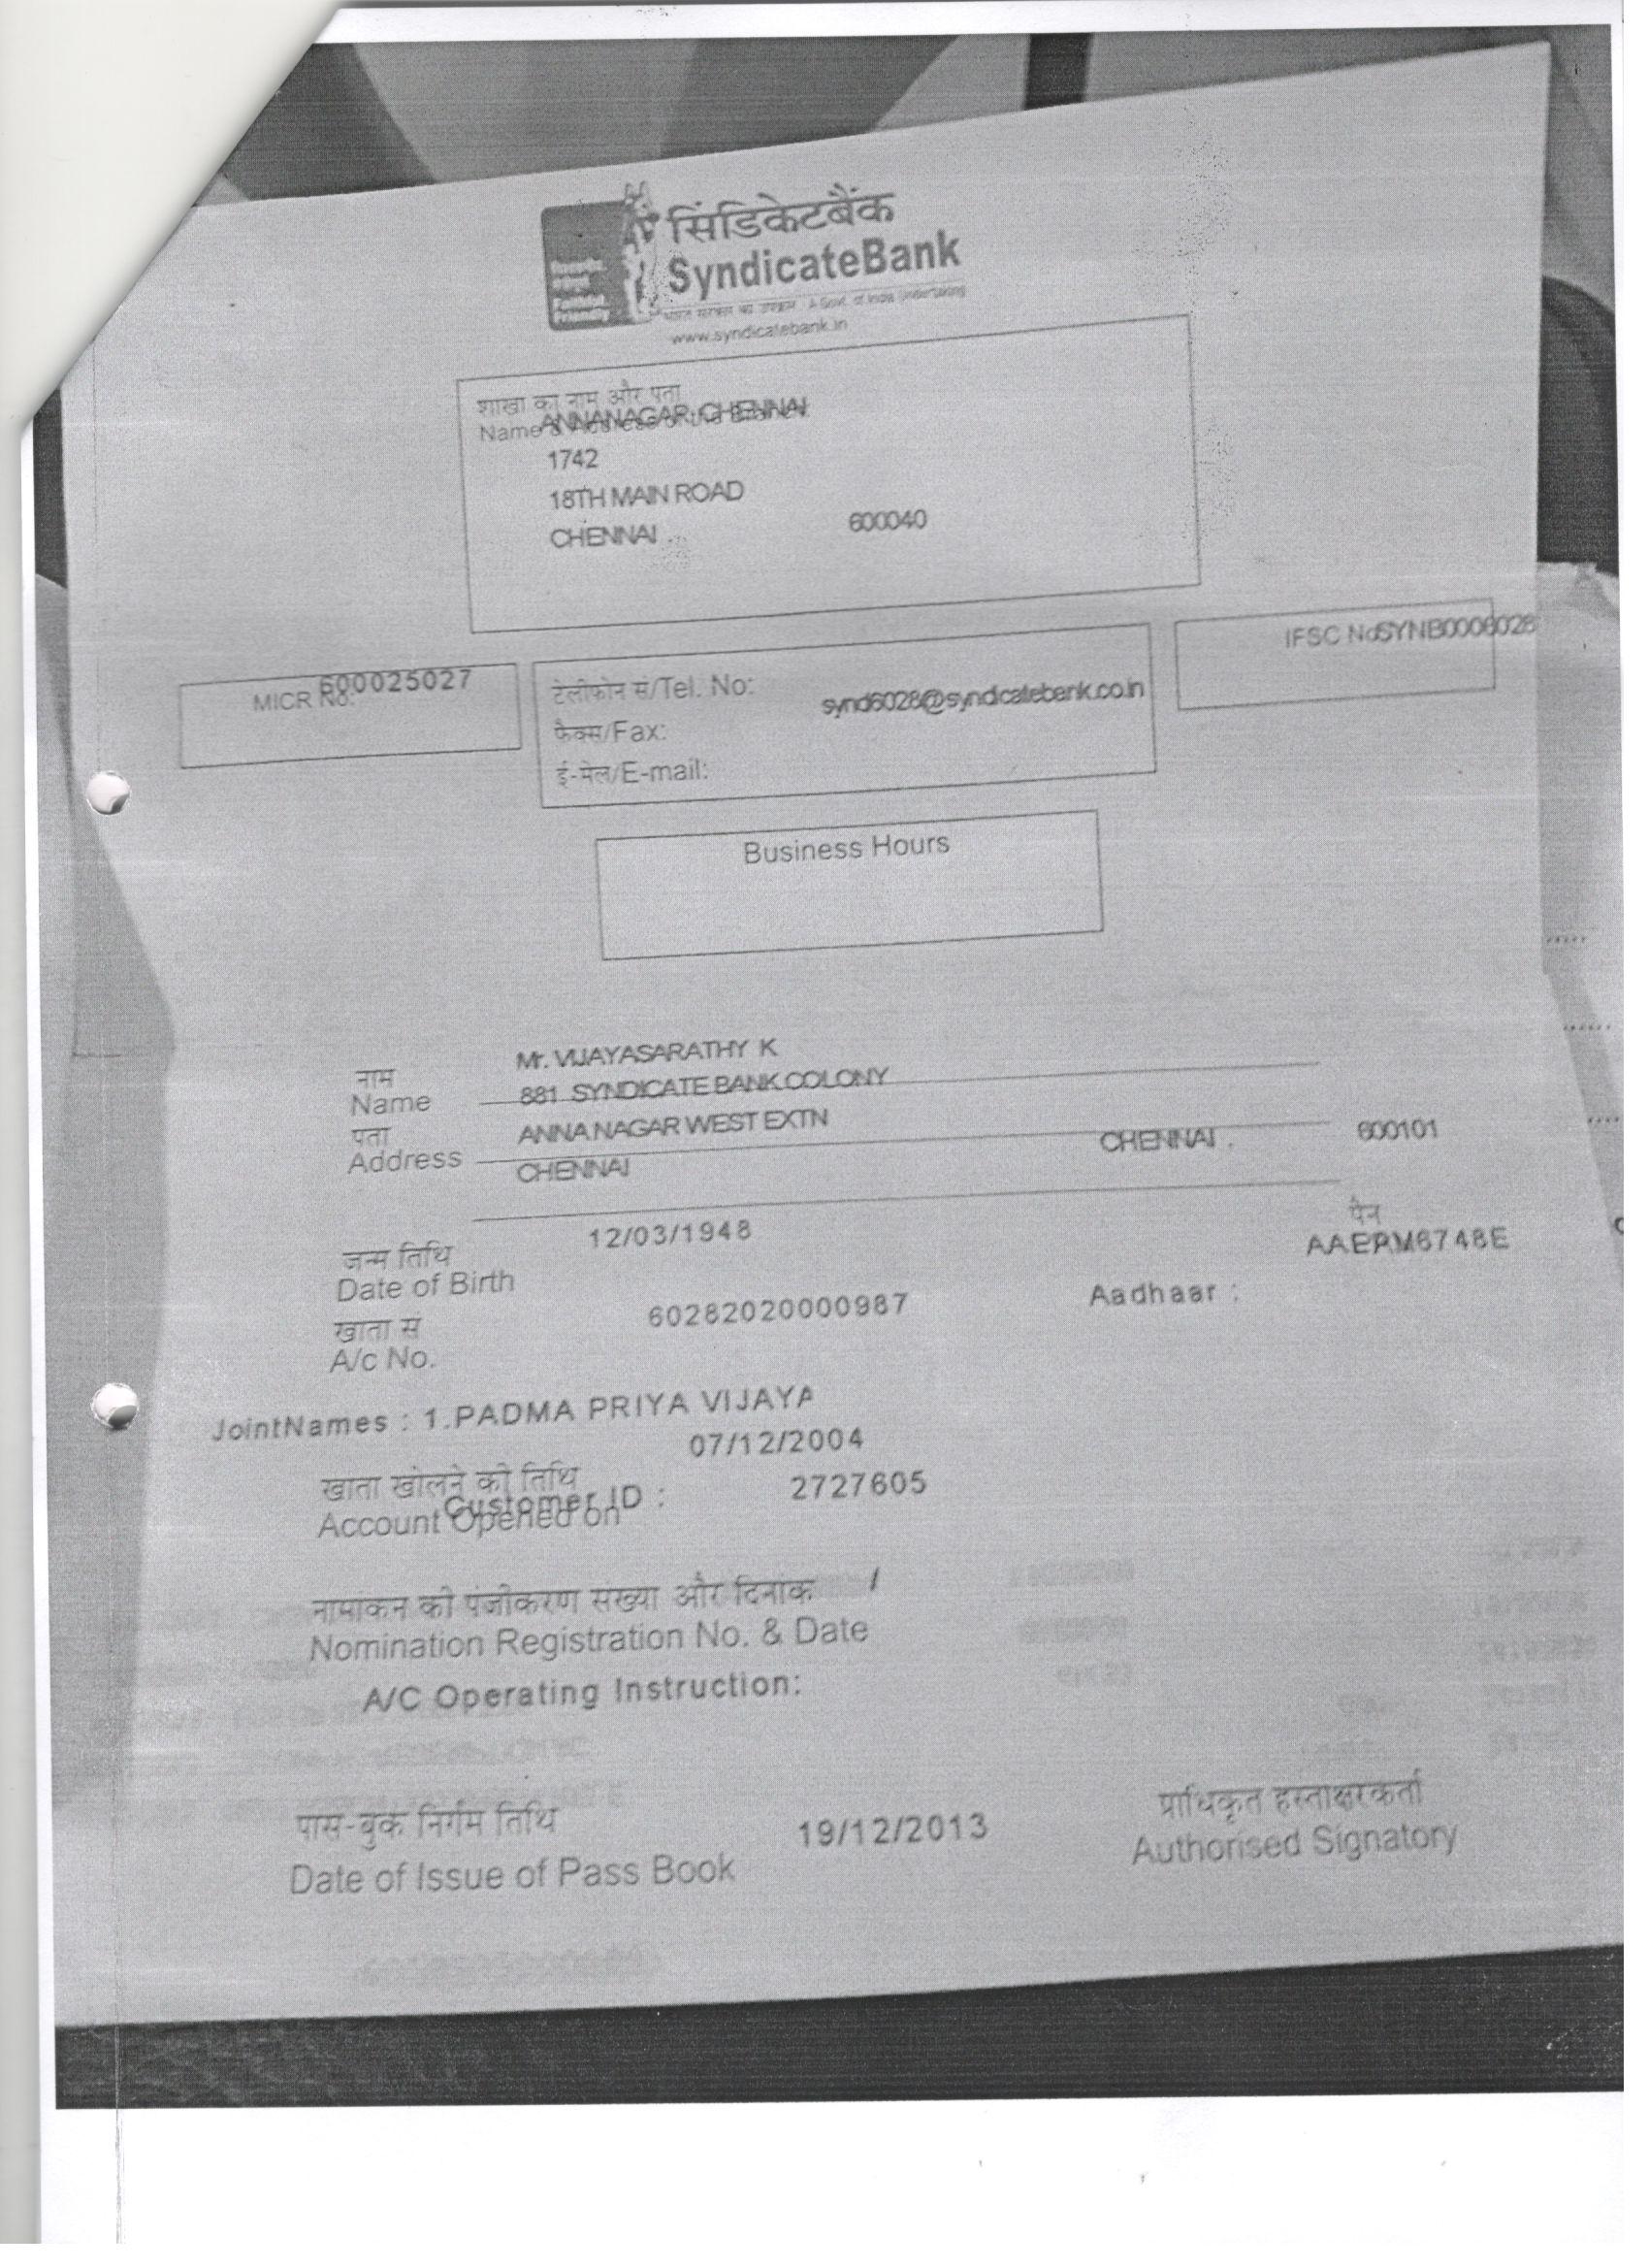 सिंडिकेटबैंक
SyndicateBank
भारत सरकार का उपक्रम A Govt. of India Undertaking
www.syndicatebank.in
शाखा का नाम और पता
Name & Address of the Branch:
ANNANAGAR, CHENNAI
1742
18TH MAIN ROAD
CHENNAI . 600040
IFSC No SYNB0006028
MICR No. 600025027
टेलीफोन सं/Tel. No:
synd6028@syndicatebank.co.in
फैक्स/Fax:
ई-मेल/E-mail:
Business Hours
Mr. VIJAYASARATHY K
नाम
Name 881 SYNDICATE BANK COLONY
पता ANNA NAGAR WEST EXTN
Address CHENNAI CHENNAI . 600101
12/03/1948 पैन
जन्म तिथि AAEPM6748E
Date of Birth
60282020000987 Aadhaar :
खाता स
A/c No.
JointNames : 1.PADMA PRIYA VIJAYA
07/12/2004
खाता खोलने की तिथि
Customer ID : 2727605
Account Opened on
नामांकन की पंजीकरण संख्या और दिनांक /
Nomination Registration No. & Date
A/C Operating Instruction:
पास-बुक निर्गम तिथि 19/12/2013 प्राधिकृत हस्ताक्षरकर्ता
Date of Issue of Pass Book Authorised Signatory